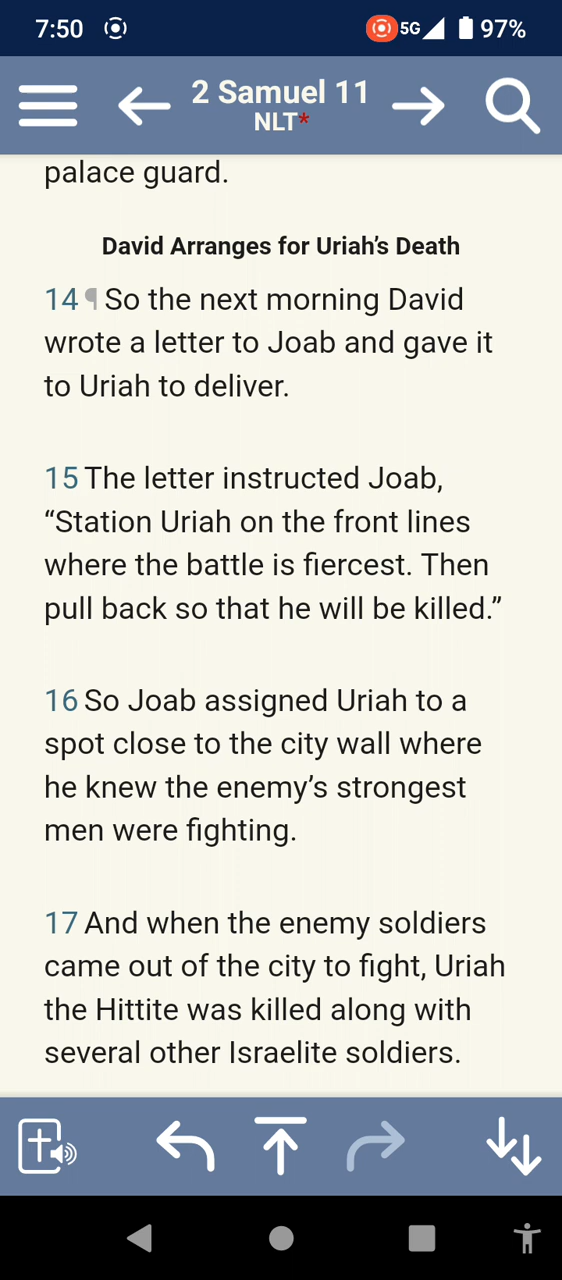 7:50 5G 97%
2 Samuel 11
NLT*
palace guard.
David Arranges for Uriah’s Death
14 ¶ So the next morning David
wrote a letter to Joab and gave it
to Uriah to deliver.
15 The letter instructed Joab,
“Station Uriah on the front lines
where the battle is fiercest. Then
pull back so that he will be killed.”
16 So Joab assigned Uriah to a
spot close to the city wall where
he knew the enemy’s strongest
men were fighting.
17 And when the enemy soldiers
came out of the city to fight, Uriah
the Hittite was killed along with
several other Israelite soldiers.